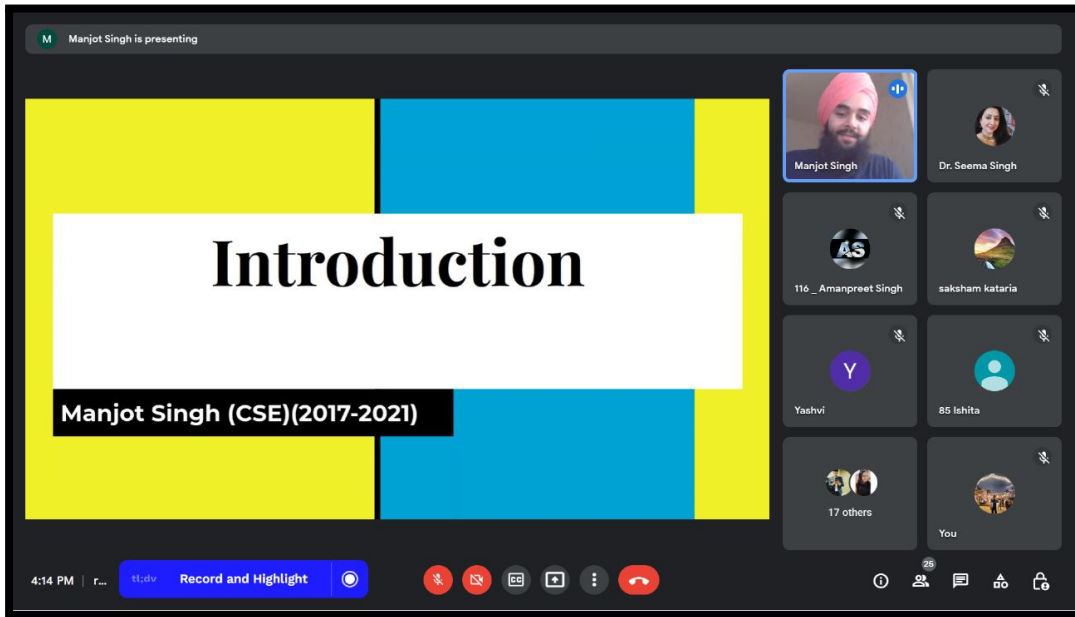 M Manjot Singh is presenting
Introduction
Manjot Singh (CSE)(2017-2021)
Manjot Singh
Dr. Seema Singh
AS
116 _ Amanpreet Singh
saksham kataria
Y
Yashvi
85 Ishita
17 others
You
4:14 PM | r...
tl;dv Record and Highlight
CC
25